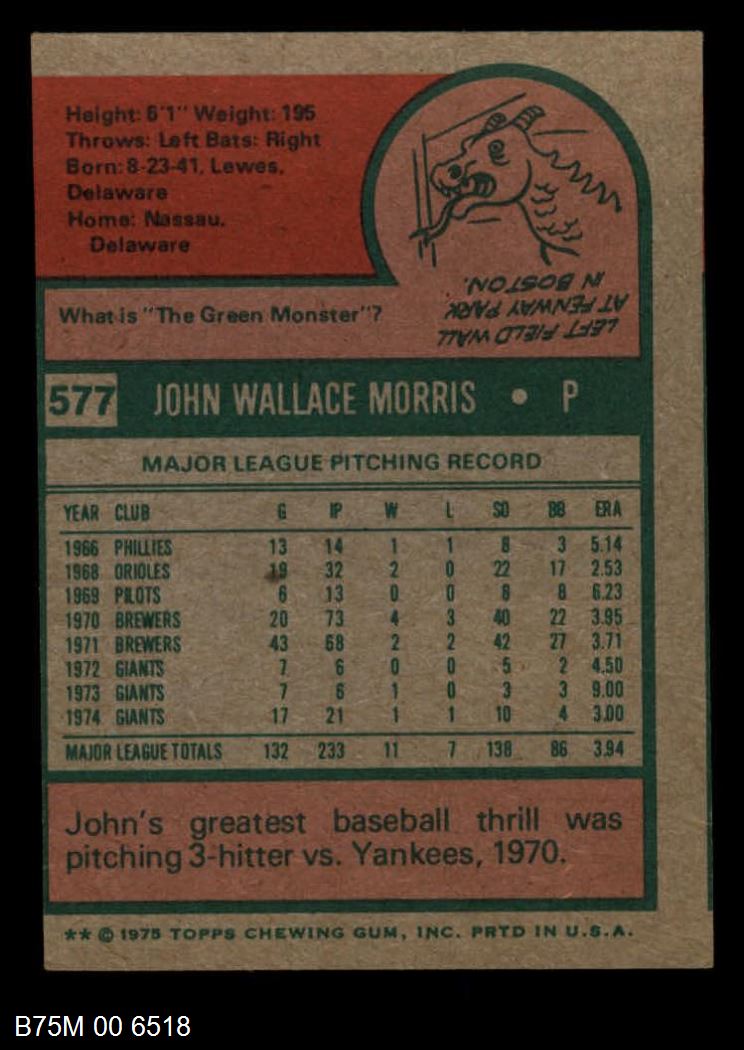 Height: 6'1" Weight: 195
Throws: Left Bats: Right
Born: 8-23-41, Lewes,
Delaware
Home: Nassau,
Delaware
What is "The Green Monster"?
LEFT FIELD WALL
AT FENWAY PARK
IN BOSTON.
577 JOHN WALLACE MORRIS • P
MAJOR LEAGUE PITCHING RECORD
YEAR CLUB G IP W L SO BB ERA
1966 PHILLIES 13 14 1 1 8 3 5.14
1968 ORIOLES 19 32 2 0 22 17 2.53
1969 PILOTS 6 13 0 0 8 8 6.23
1970 BREWERS 20 73 4 3 40 22 3.95
1971 BREWERS 43 68 2 2 42 27 3.71
1972 GIANTS 7 6 0 0 5 2 4.50
1973 GIANTS 7 6 1 0 3 3 9.00
1974 GIANTS 17 21 1 1 10 4 3.00
MAJOR LEAGUE TOTALS 132 233 11 7 138 86 3.94
John's greatest baseball thrill was
pitching 3-hitter vs. Yankees, 1970.
** © 1975 TOPPS CHEWING GUM, INC. PRTD IN U.S.A.
B75M 00 6518